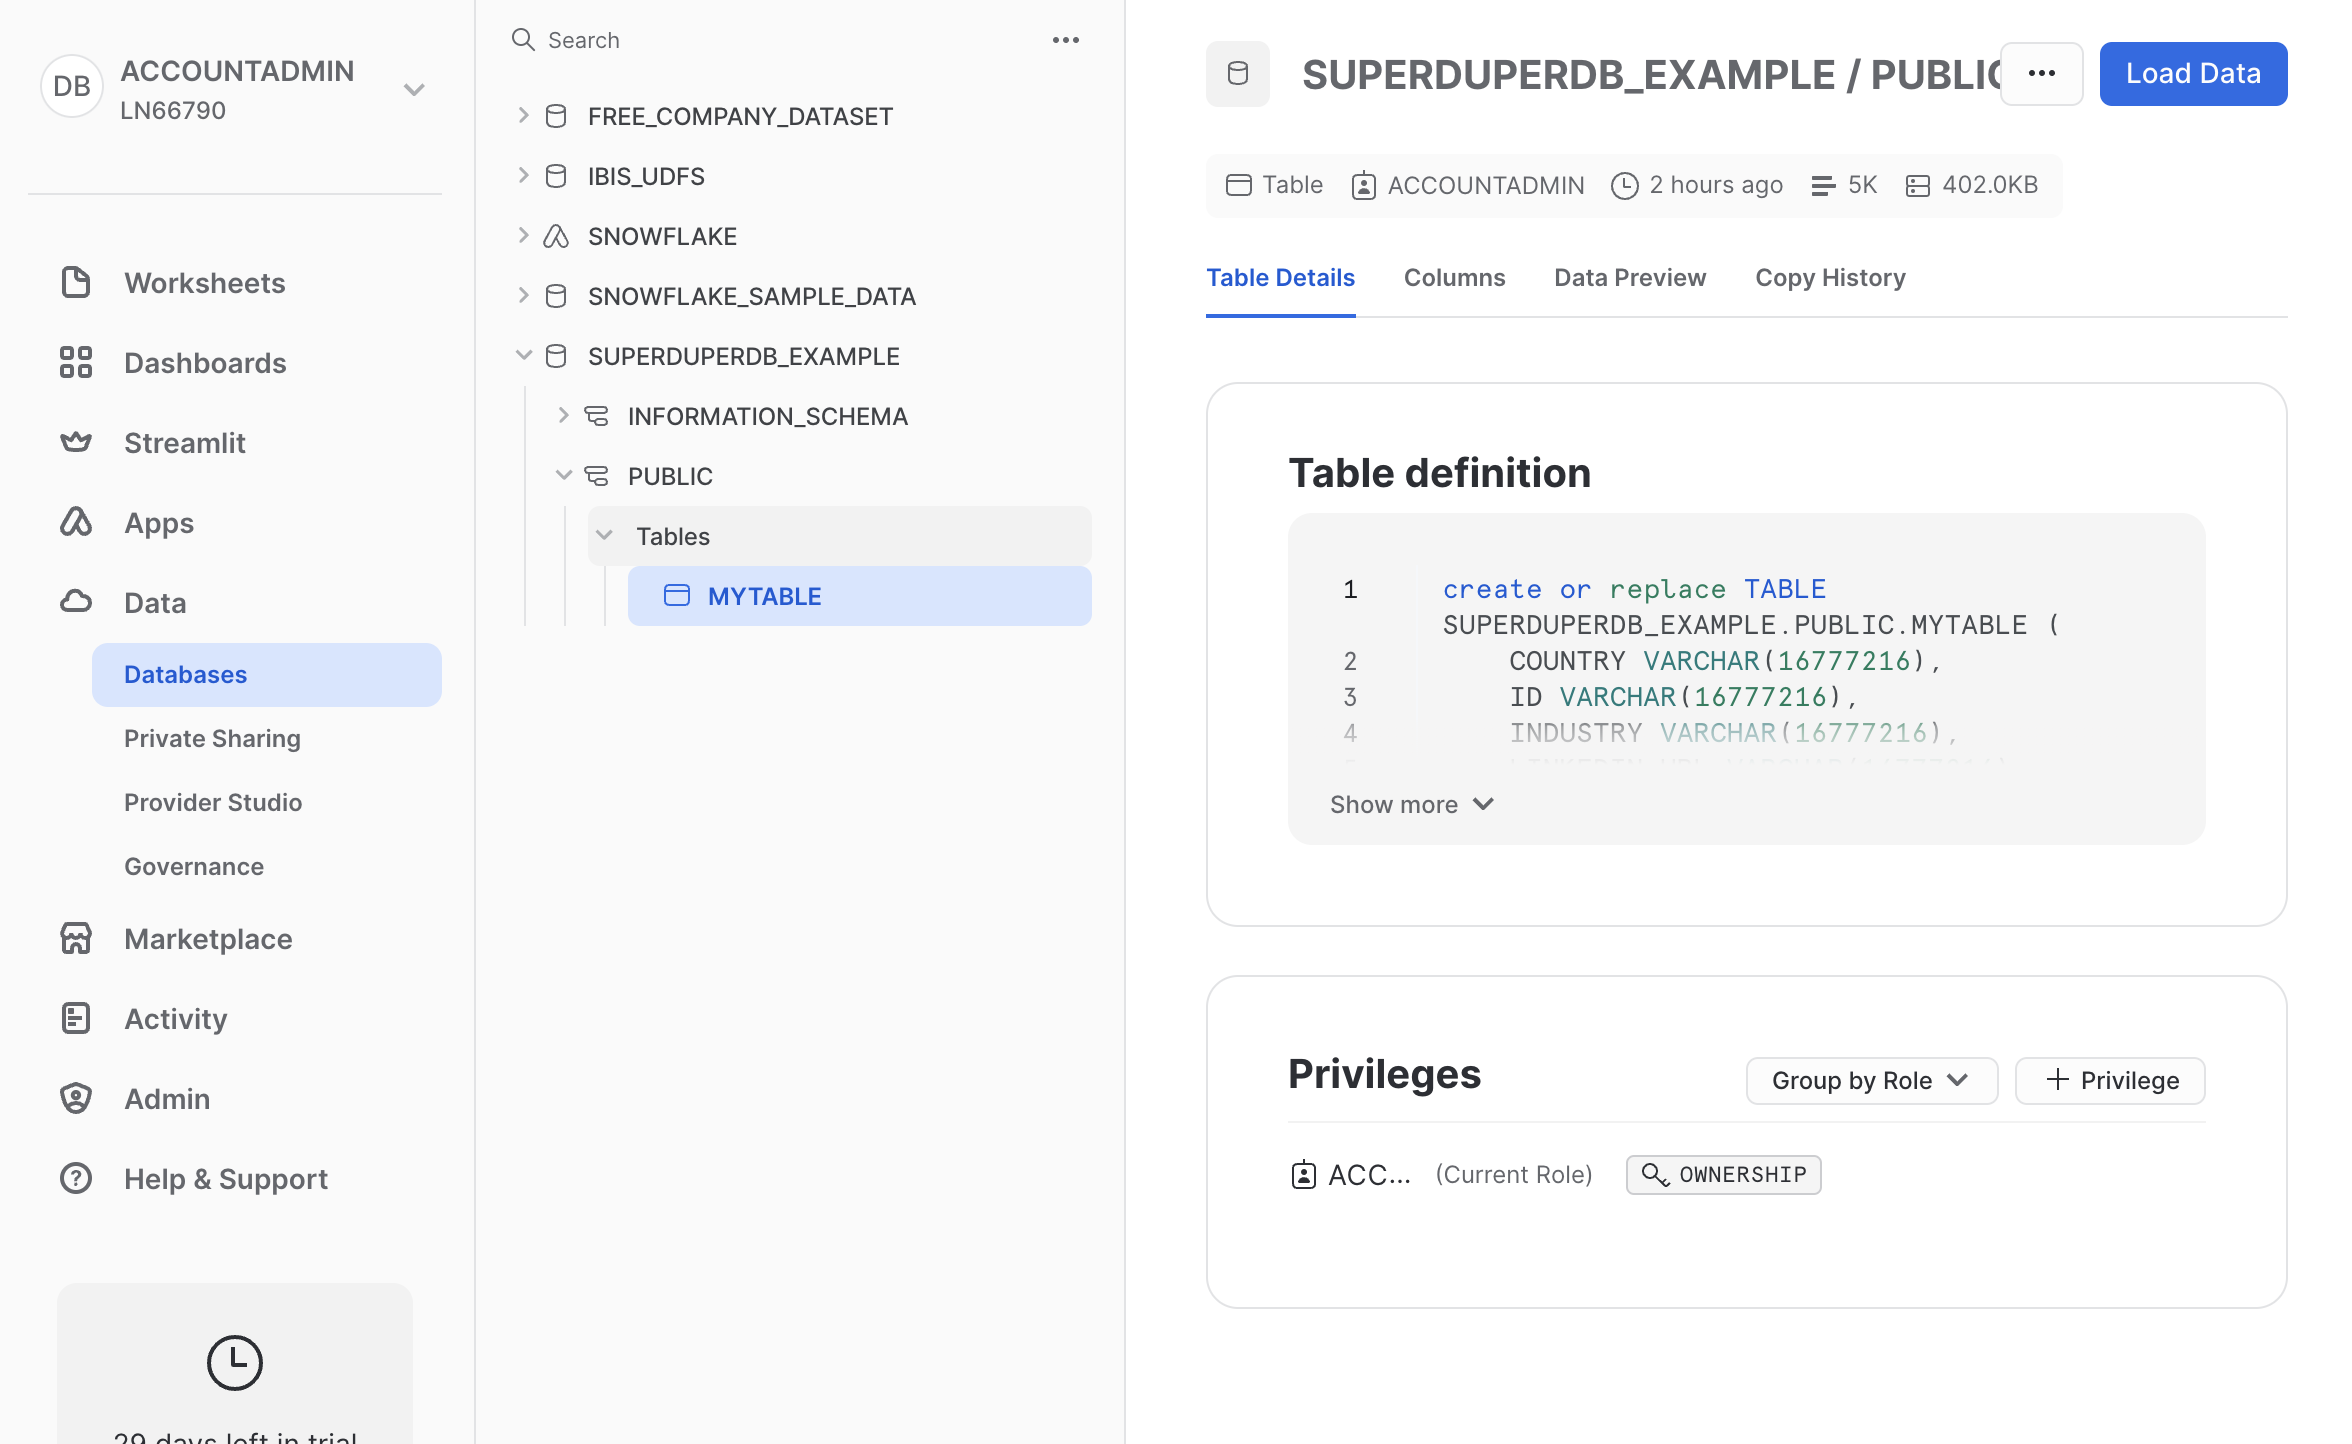 DB
ACCOUNTADMIN
LN66790
Worksheets
Dashboards
Streamlit
Apps
Data
Databases
Private Sharing
Provider Studio
Governance
Marketplace
Activity
Admin
Help & Support
29 days left in trial
Search
FREE_COMPANY_DATASET
IBIS_UDFS
SNOWFLAKE
SNOWFLAKE_SAMPLE_DATA
SUPERDUPERDB_EXAMPLE
INFORMATION_SCHEMA
PUBLIC
Tables
MYTABLE
SUPERDUPERDB_EXAMPLE / PUBLIC
Load Data
Table ACCOUNTADMIN 2 hours ago 5K 402.0KB
Table Details Columns Data Preview Copy History
Table definition
1 create or replace TABLE
SUPERDUPERDB_EXAMPLE.PUBLIC.MYTABLE (
2 COUNTRY VARCHAR(16777216),
3 ID VARCHAR(16777216),
4 INDUSTRY VARCHAR(16777216),
Show more
Privileges
Group by Role
+ Privilege
ACC... (Current Role) OWNERSHIP